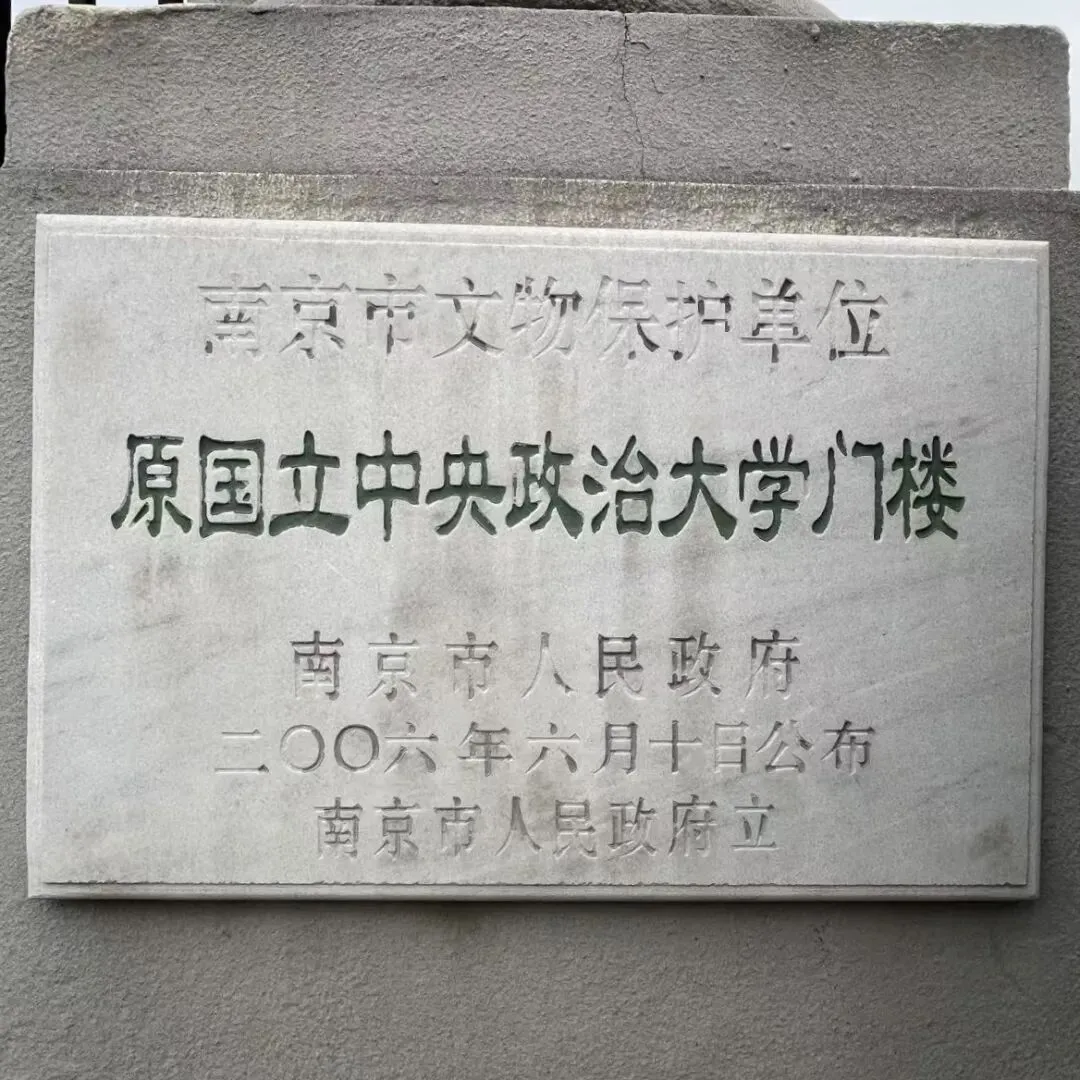 南京市文物保护单位
原国立中央政治大学门楼
南京市人民政府
二〇〇六年六月十日公布
南京市人民政府立